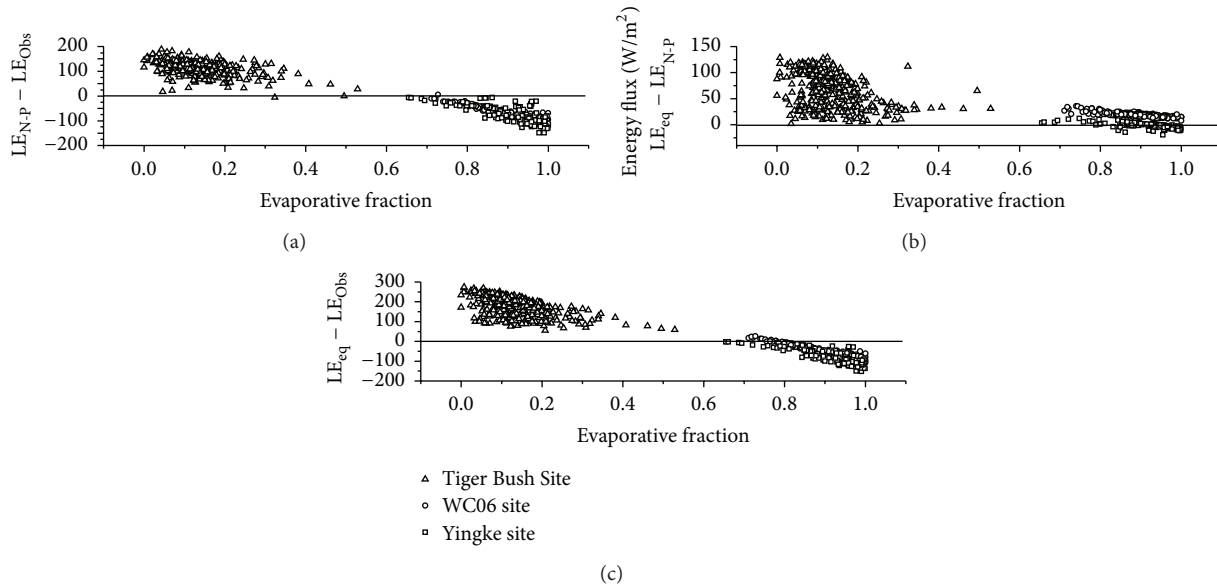 LE_N-P − LE_Obs
200
100
0
−100
−200
0.0 0.2 0.4 0.6 0.8 1.0
Evaporative fraction
(a)
Energy flux (W/m²)
LE_eq − LE_N-P
150
100
50
0
0.0 0.2 0.4 0.6 0.8 1.0
Evaporative fraction
(b)
LE_eq − LE_Obs
300
200
100
0
−100
−200
0.0 0.2 0.4 0.6 0.8 1.0
Evaporative fraction
Tiger Bush Site
WC06 site
Yingke site
(c)